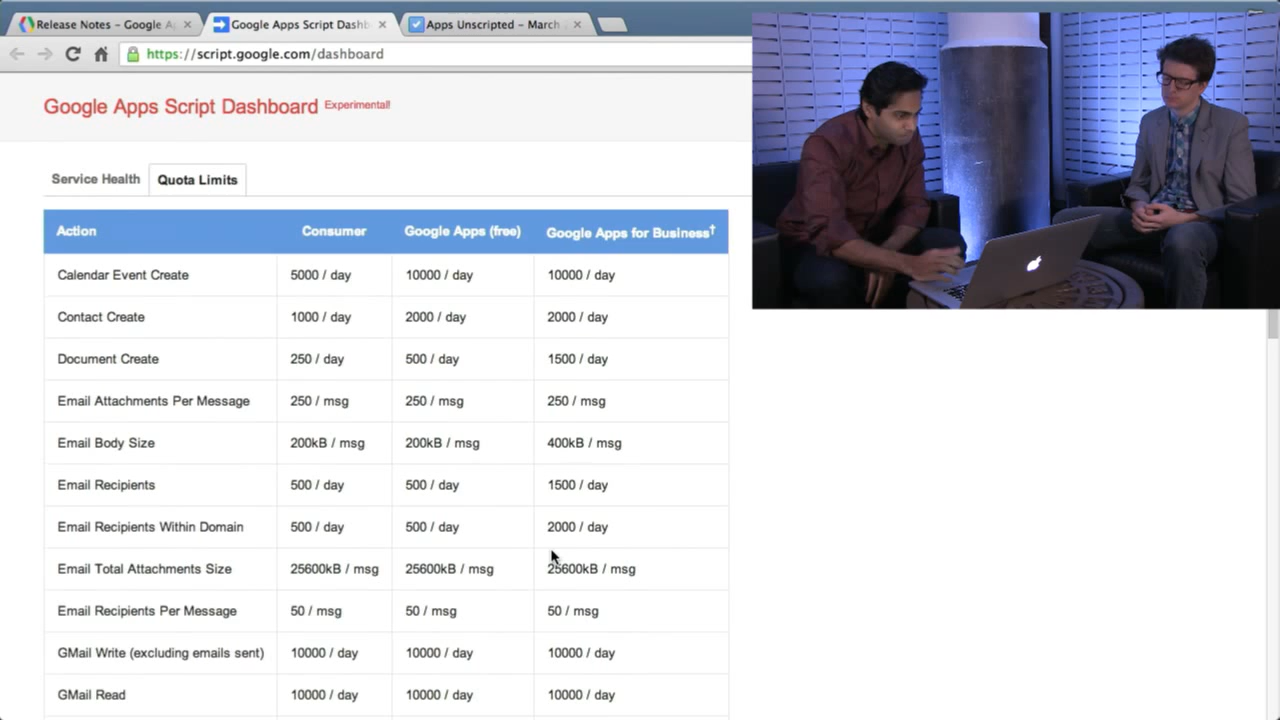 Release Notes – Google A
Google Apps Script Dashb
Apps Unscripted – March
https://script.google.com/dashboard
Google Apps Script Dashboard Experimental!
Service Health Quota Limits
Action Consumer Google Apps (free) Google Apps for Business†
Calendar Event Create 5000 / day 10000 / day 10000 / day
Contact Create 1000 / day 2000 / day 2000 / day
Document Create 250 / day 500 / day 1500 / day
Email Attachments Per Message 250 / msg 250 / msg 250 / msg
Email Body Size 200kB / msg 200kB / msg 400kB / msg
Email Recipients 500 / day 500 / day 1500 / day
Email Recipients Within Domain 500 / day 500 / day 2000 / day
Email Total Attachments Size 25600kB / msg 25600kB / msg 25600kB / msg
Email Recipients Per Message 50 / msg 50 / msg 50 / msg
GMail Write (excluding emails sent) 10000 / day 10000 / day 10000 / day
GMail Read 10000 / day 10000 / day 10000 / day